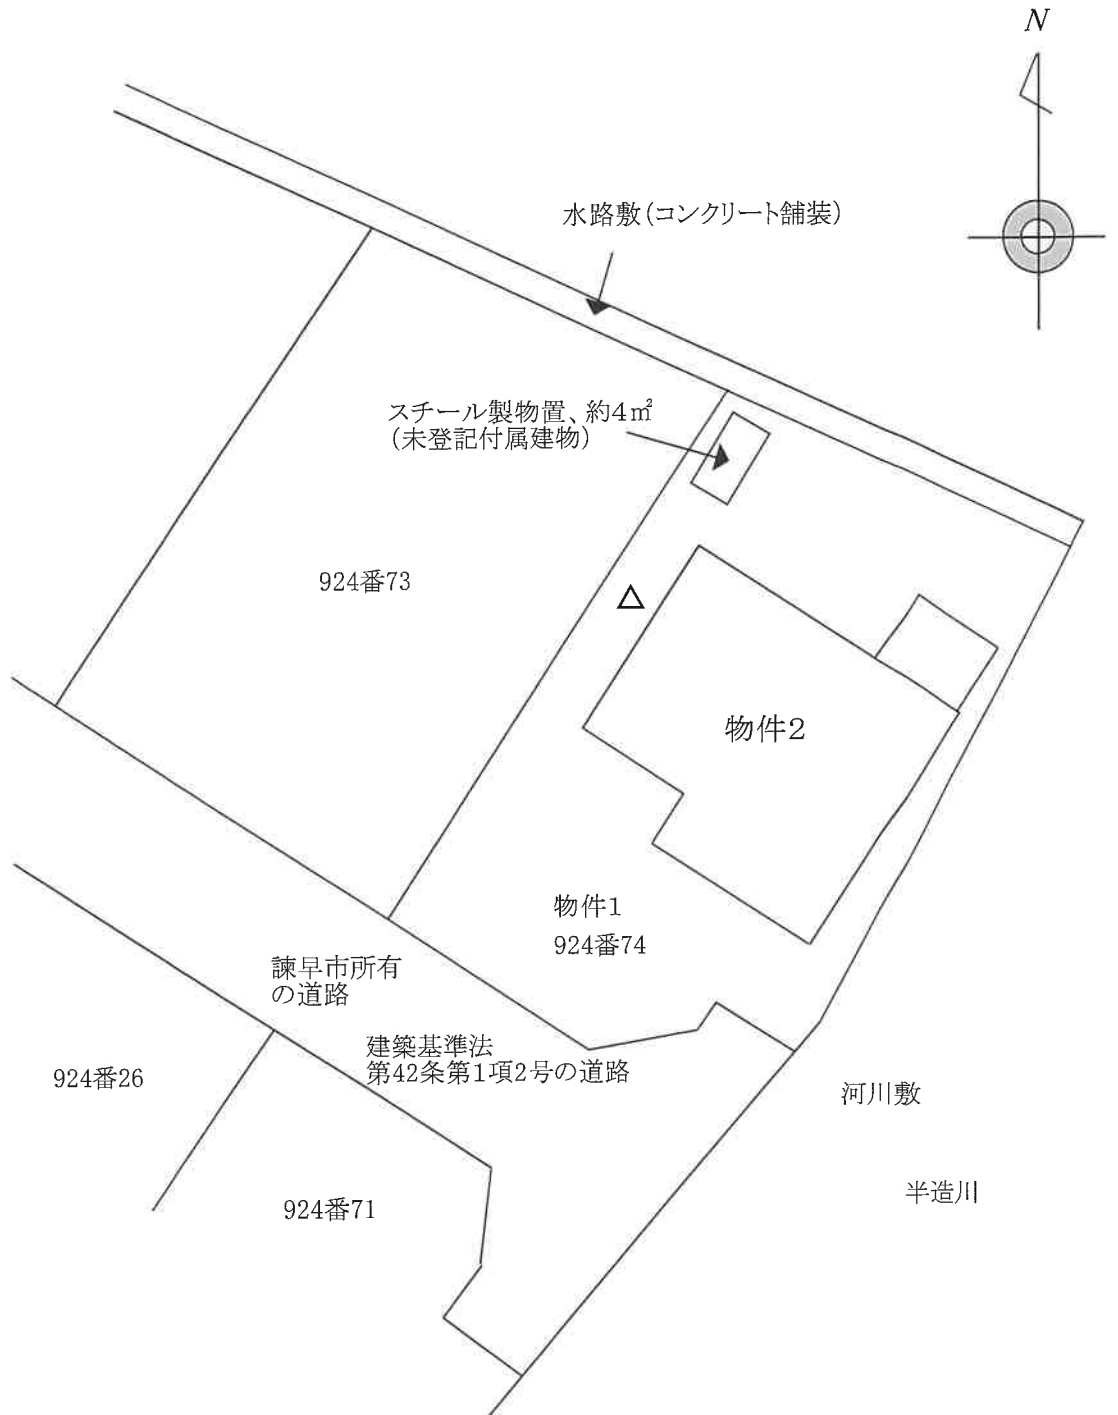 N
水路敷(コンクリート舗装)
スチール製物置、約4㎡
(未登記付属建物)
924番73
物件2
物件1
924番74
諫早市所有
の道路
建築基準法
第42条第1項2号の道路
924番26
河川敷
半造川
924番71